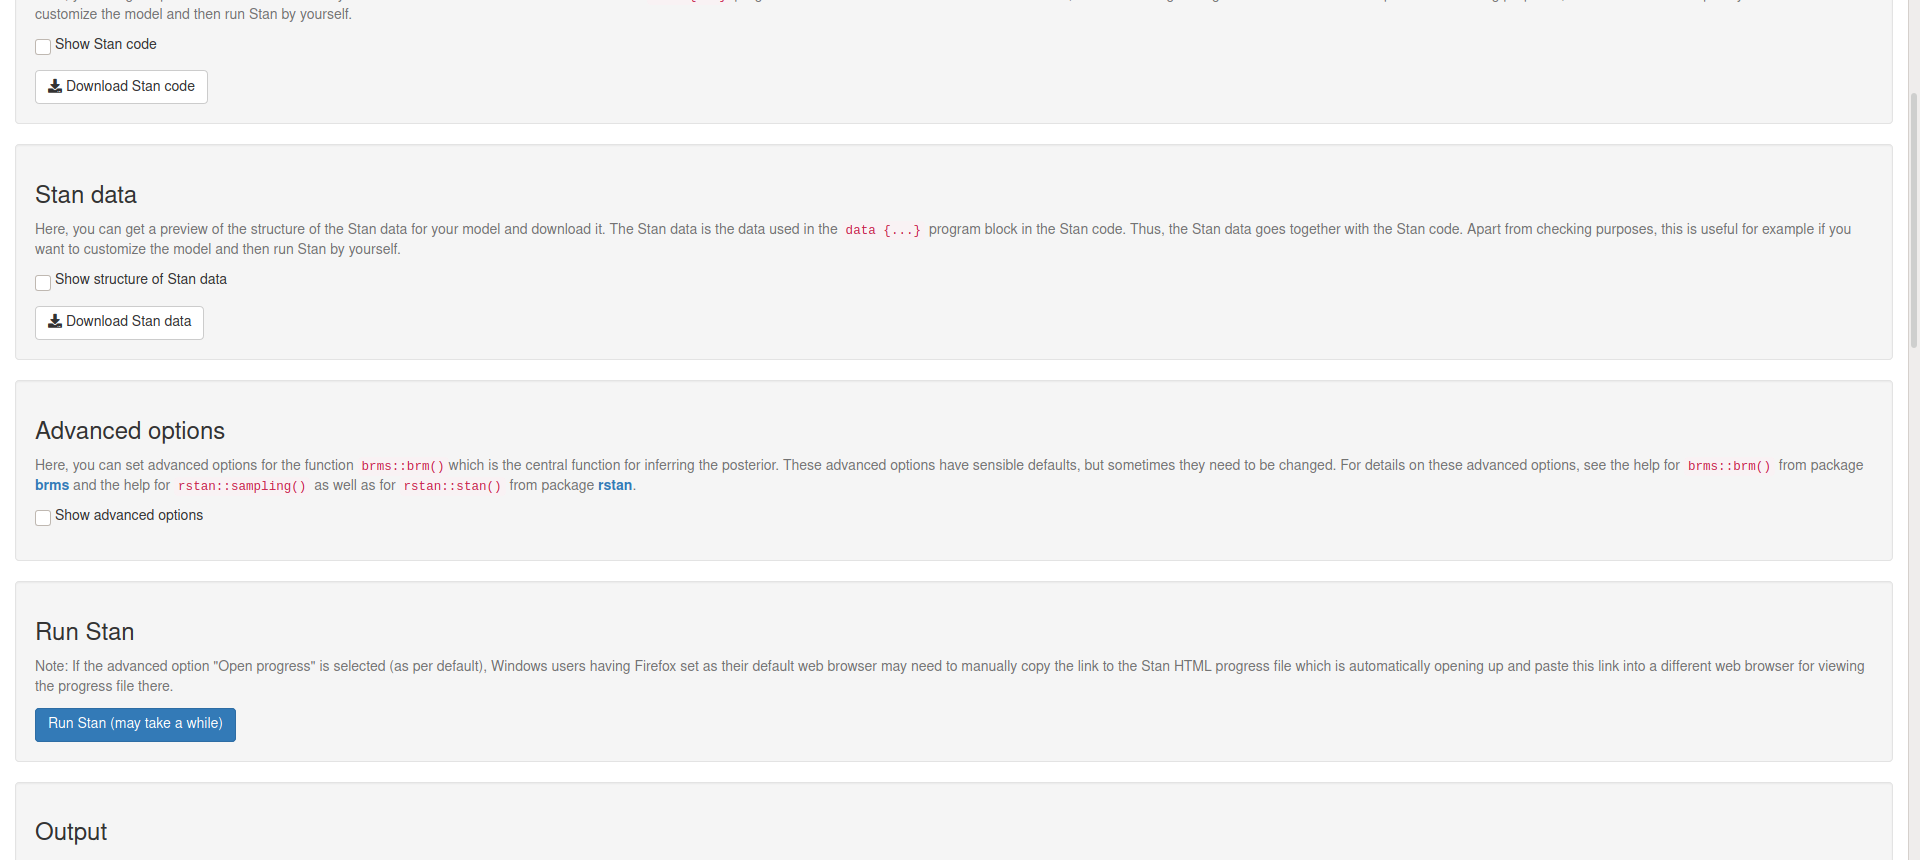 customize the model and then run Stan by yourself.
Show Stan code
Download Stan code
Stan data
Here, you can get a preview of the structure of the Stan data for your model and download it. The Stan data is the data used in the data {...} program block in the Stan code. Thus, the Stan data goes together with the Stan code. Apart from checking purposes, this is useful for example if you
want to customize the model and then run Stan by yourself.
Show structure of Stan data
Download Stan data
Advanced options
Here, you can set advanced options for the function brms::brm() which is the central function for inferring the posterior. These advanced options have sensible defaults, but sometimes they need to be changed. For details on these advanced options, see the help for brms::brm() from package
brms and the help for rstan::sampling() as well as for rstan::stan() from package rstan.
Show advanced options
Run Stan
Note: If the advanced option "Open progress" is selected (as per default), Windows users having Firefox set as their default web browser may need to manually copy the link to the Stan HTML progress file which is automatically opening up and paste this link into a different web browser for viewing
the progress file there.
Run Stan (may take a while)
Output